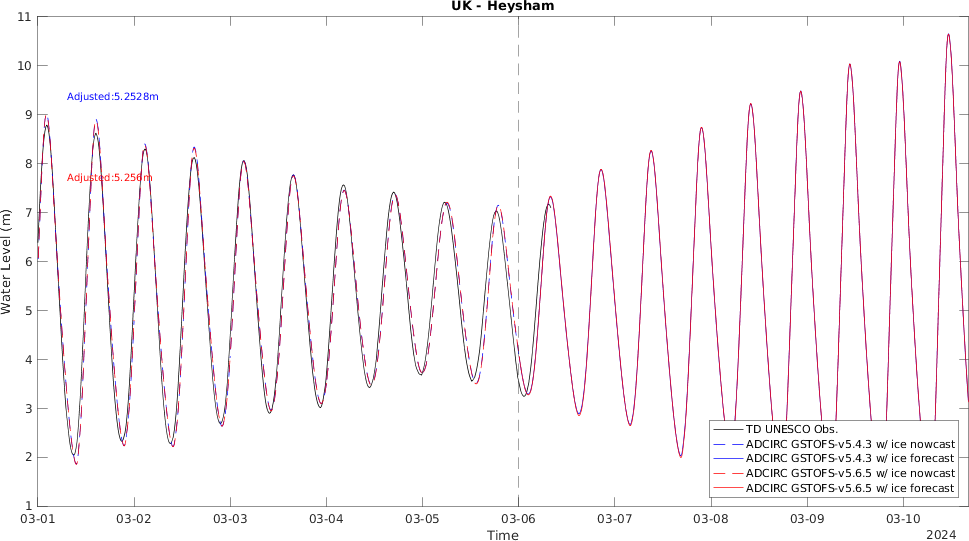 UK - Heysham
11
10
9
8
7
6
5
4
3
2
1
Water Level (m)
Adjusted:5.2528m
Adjusted:5.256m
TD UNESCO Obs.
ADCIRC GSTOFS-v5.4.3 w/ ice nowcast
ADCIRC GSTOFS-v5.4.3 w/ ice forecast
ADCIRC GSTOFS-v5.6.5 w/ ice nowcast
ADCIRC GSTOFS-v5.6.5 w/ ice forecast
03-01 03-02 03-03 03-04 03-05 03-06 03-07 03-08 03-09 03-10
Time
2024